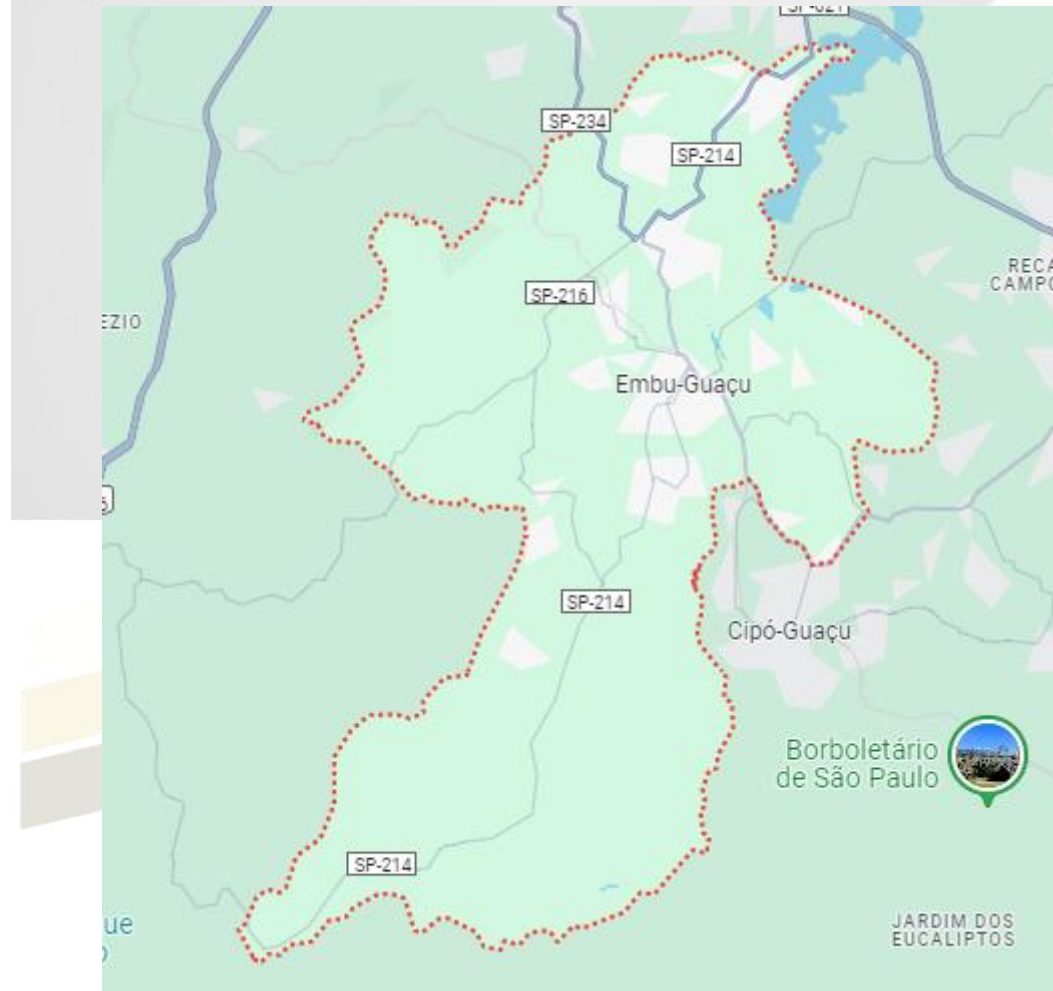 SP-234
SP-214
RECA
CAMPO
SP-216
EZIO
Embu-Guaçu
SP-214
Cipó-Guaçu
Borboletário
de São Paulo
SP-214
ue
JARDIM DOS
EUCALIPTOS